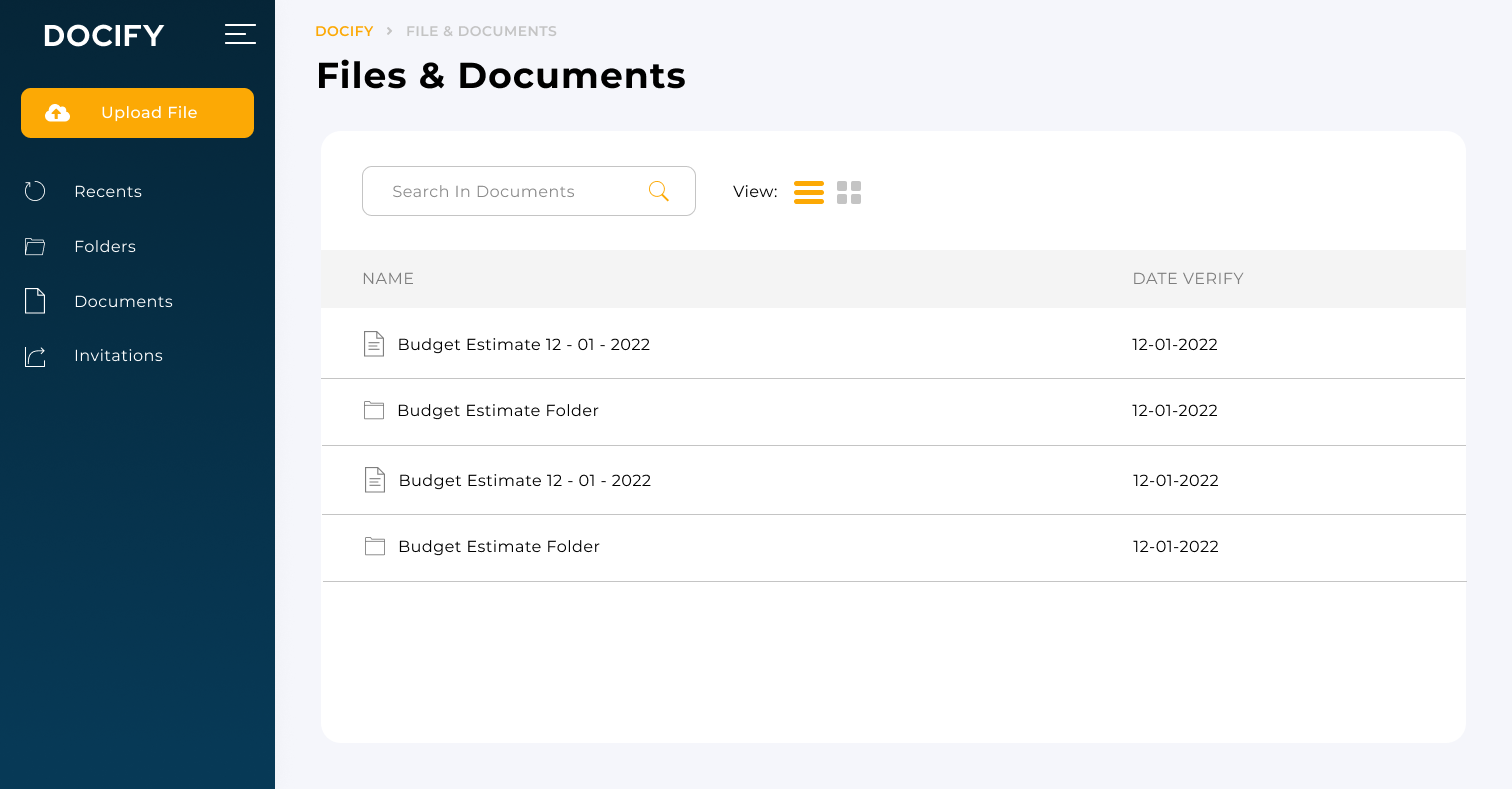 DOCIFY
Upload File
Recents
Folders
Documents
Invitations
DOCIFY > FILE & DOCUMENTS
Files & Documents
Search In Documents
View:
NAME DATE VERIFY
Budget Estimate 12 - 01 - 2022 12-01-2022
Budget Estimate Folder 12-01-2022
Budget Estimate 12 - 01 - 2022 12-01-2022
Budget Estimate Folder 12-01-2022